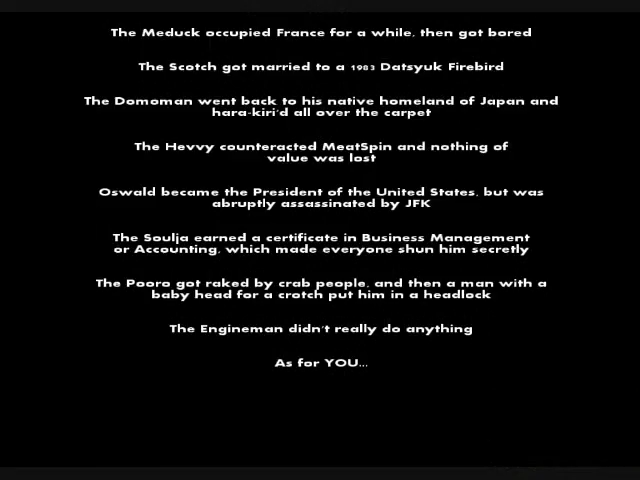 The Meduck occupied France for a while, then got bored
The Scotch got married to a 1983 Datsyuk Firebird
The Domoman went back to his native homeland of Japan and
hara-kiri'd all over the carpet
The Hevvy counteracted MeatSpin and nothing of
value was lost
Oswald became the President of the United States, but was
abruptly assassinated by JFK
The Soulja earned a certificate in Business Management
or Accounting, which made everyone shun him secretly
The Pooro got raked by crab people, and then a man with a
baby head for a crotch put him in a headlock
The Engineman didn't really do anything
As for YOU...